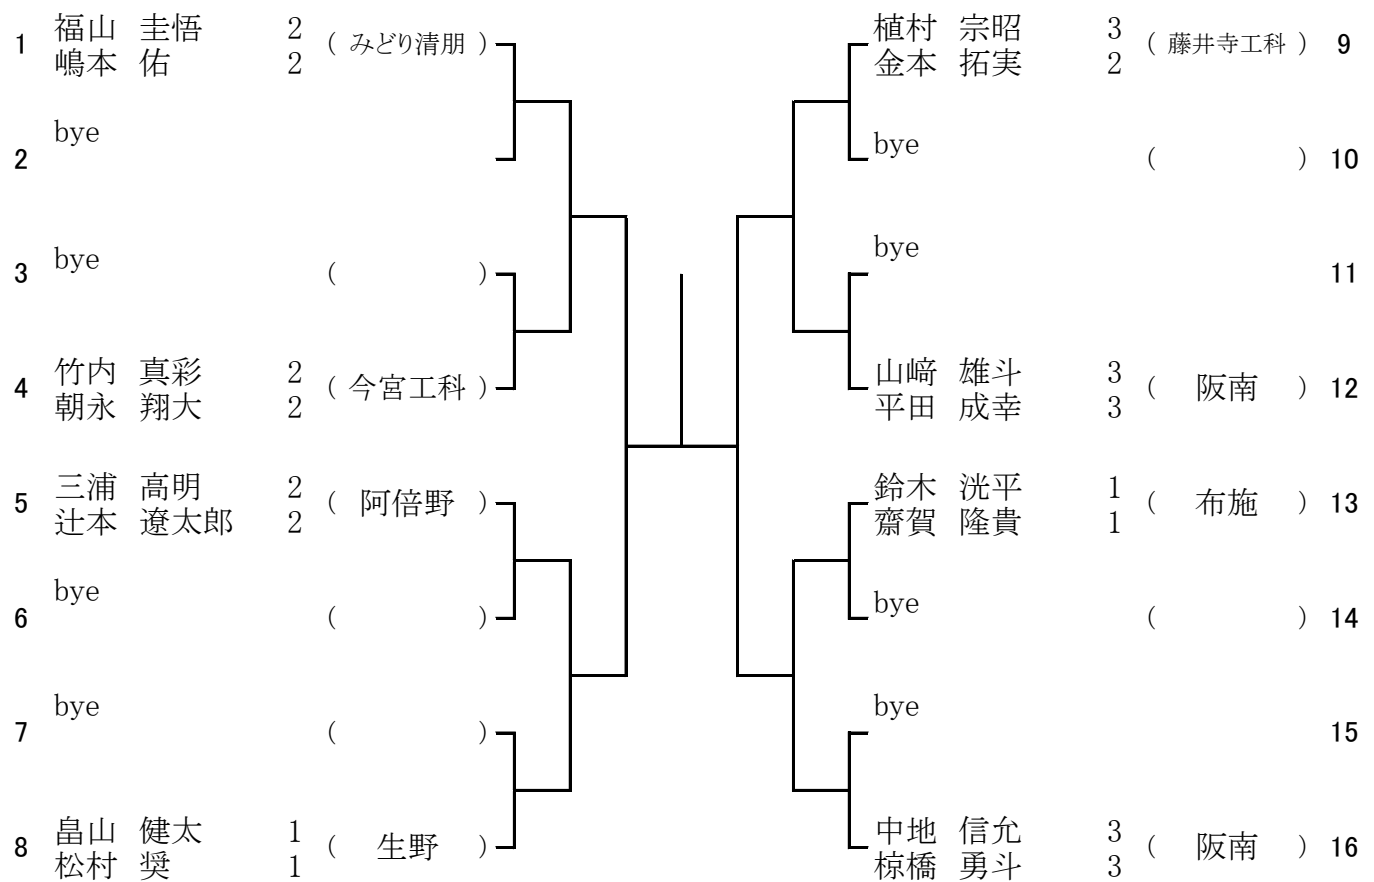 1 福山 圭悟 2 ( みどり清朋 )
嶋本 佑 2
2 bye
3 bye ( )
4 竹内 真彩 2 ( 今宮工科 )
朝永 翔大 2
5 三浦 高明 2 ( 阿倍野 )
辻本 遼太郎 2
6 bye ( )
7 bye ( )
8 畠山 健太 1 ( 生野 )
松村 奨 1
植村 宗昭 3 ( 藤井寺工科 ) 9
金本 拓実 2
bye ( ) 10
bye 11
山﨑 雄斗 3 ( 阪南 ) 12
平田 成幸 3
鈴木 洸平 1 ( 布施 ) 13
齋賀 隆貴 1
bye ( ) 14
bye 15
中地 信允 3 ( 阪南 ) 16
椋橋 勇斗 3